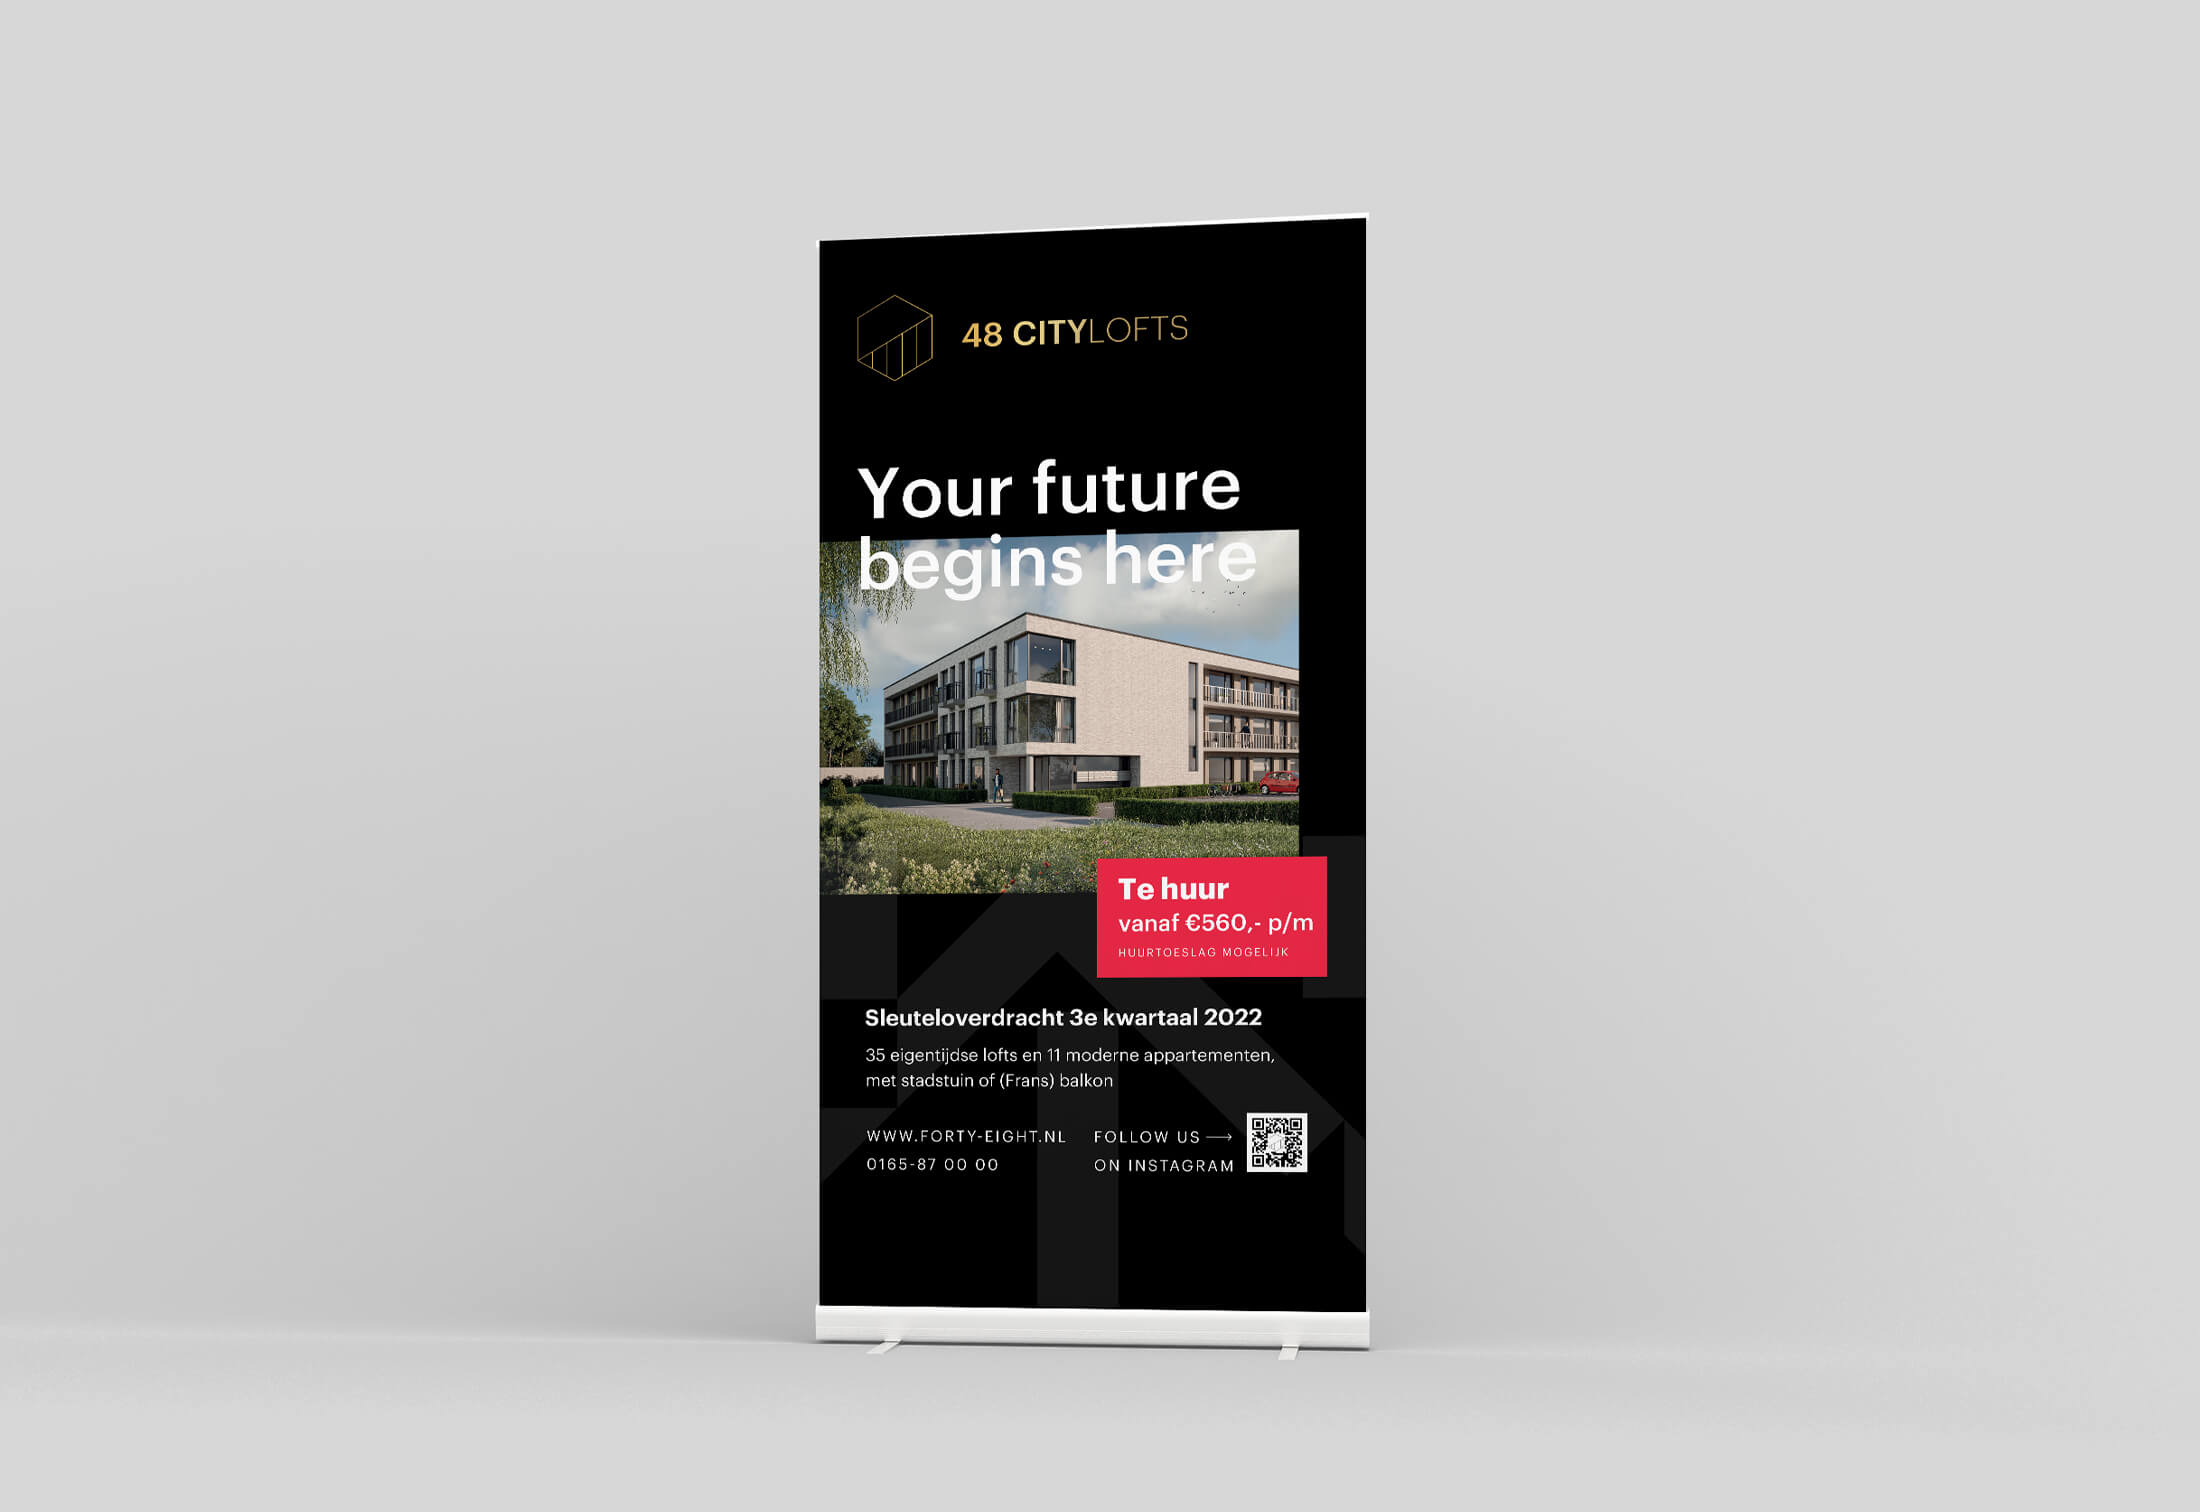 48 CITYLOFTS
Your future
begins here
Te huur
vanaf €560,- p/m
HUURTOESLAG MOGELIJK
Sleuteloverdracht 3e kwartaal 2022
35 eigentijdse lofts en 11 moderne appartementen,
met stadstuin of (Frans) balkon
WWW.FORTY-EIGHT.NL
0165-87 00 00
FOLLOW US →
ON INSTAGRAM